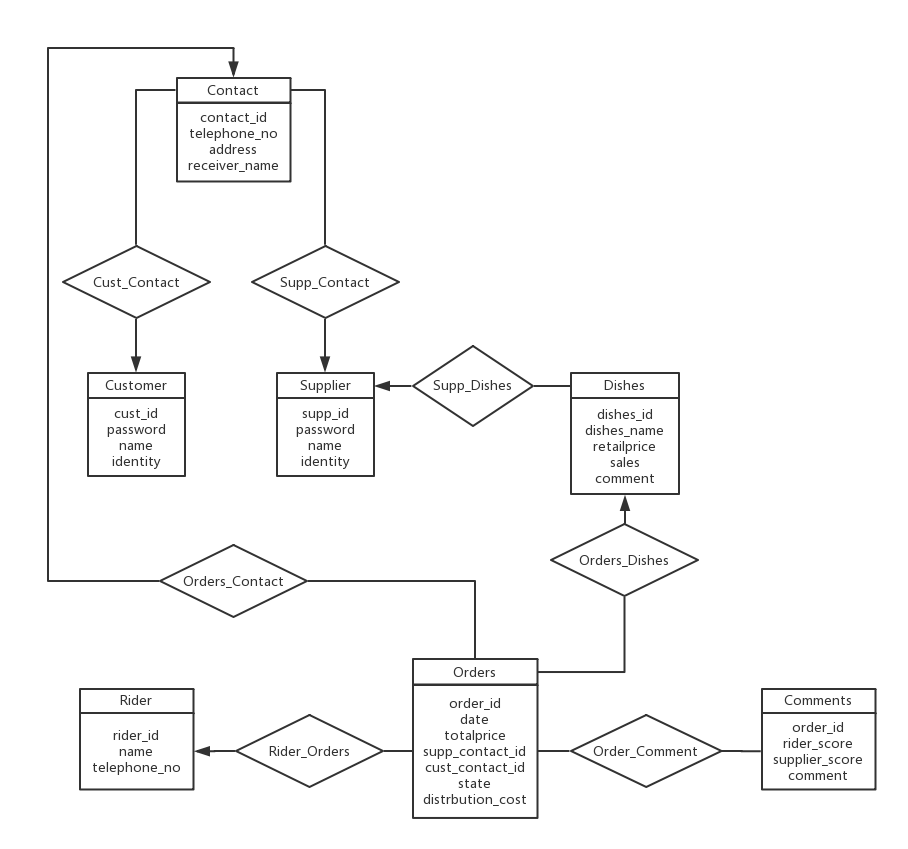 Contact
contact_id
telephone_no
address
receiver_name
Cust_Contact
Supp_Contact
Customer
cust_id
password
name
identity
Supplier
supp_id
password
name
identity
Supp_Dishes
Dishes
dishes_id
dishes_name
retailprice
sales
comment
Orders_Dishes
Orders_Contact
Orders
order_id
date
totalprice
supp_contact_id
cust_contact_id
state
distrbution_cost
Rider
rider_id
name
telephone_no
Rider_Orders
Order_Comment
Comments
order_id
rider_score
supplier_score
comment